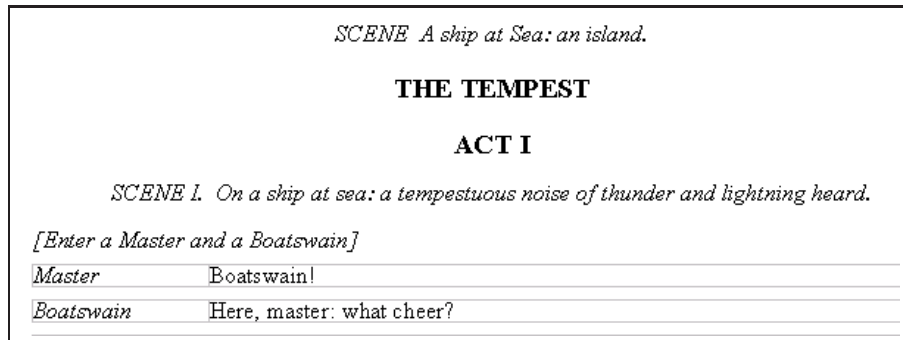 SCENE A ship at Sea: an island.
THE TEMPEST
ACT I
SCENE I. On a ship at sea: a tempestuous noise of thunder and lightning heard.
[Enter a Master and a Boatswain]
Master Boatswain!
Boatswain Here, master: what cheer?